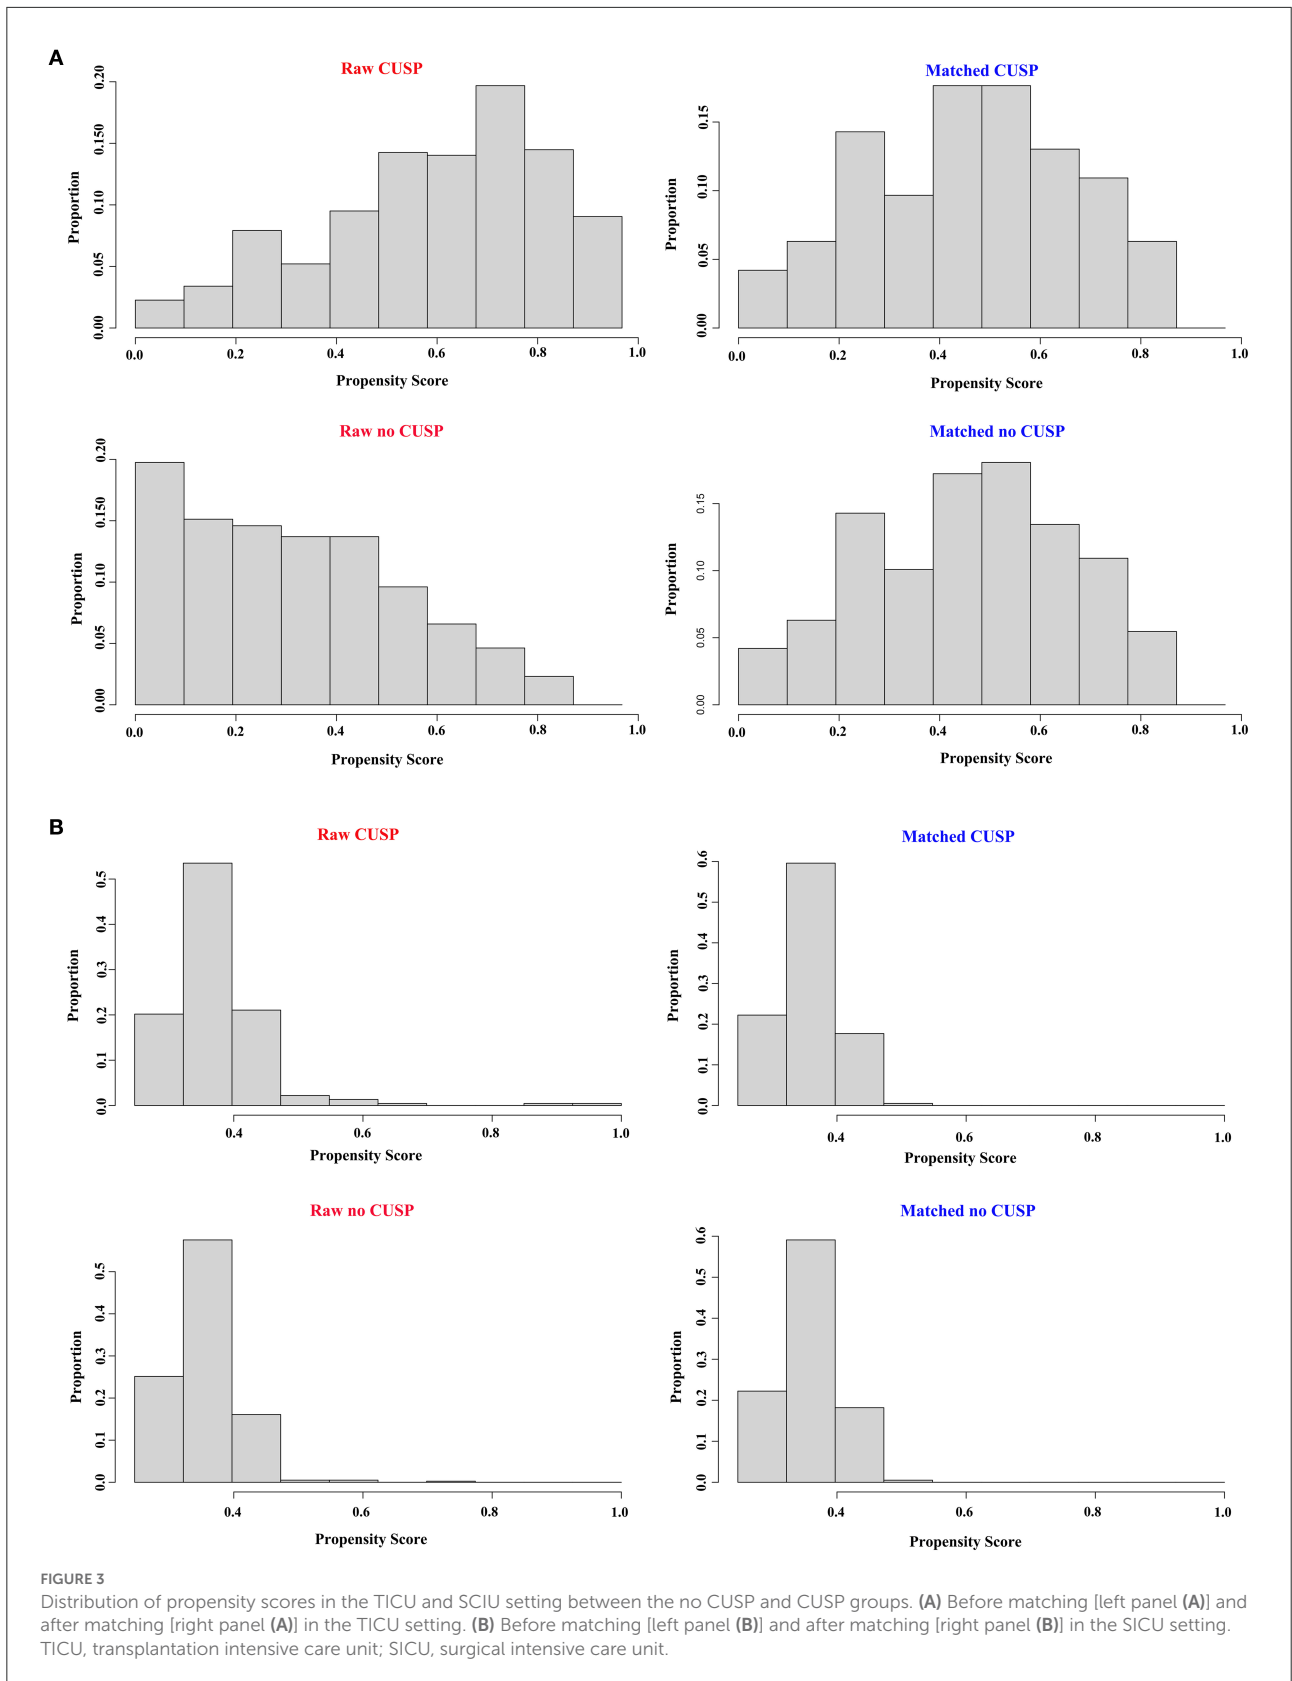 A
Raw CUSP
Proportion
0.00 0.05 0.10 0.150 0.20
0.0 0.2 0.4 0.6 0.8 1.0
Propensity Score
Matched CUSP
Proportion
0.00 0.05 0.10 0.15
0.0 0.2 0.4 0.6 0.8 1.0
Propensity Score
Raw no CUSP
Proportion
0.00 0.05 0.10 0.150 0.20
0.0 0.2 0.4 0.6 0.8 1.0
Propensity Score
Matched no CUSP
Proportion
0.00 0.05 0.10 0.15
0.0 0.2 0.4 0.6 0.8 1.0
Propensity Score
B
Raw CUSP
Proportion
0.0 0.1 0.2 0.3 0.4 0.5
0.4 0.6 0.8 1.0
Propensity Score
Matched CUSP
Proportion
0.0 0.1 0.2 0.3 0.4 0.5 0.6
0.4 0.6 0.8 1.0
Propensity Score
Raw no CUSP
Proportion
0.0 0.1 0.2 0.3 0.4 0.5
0.4 0.6 0.8 1.0
Propensity Score
Matched no CUSP
Proportion
0.0 0.1 0.2 0.3 0.4 0.5 0.6
0.4 0.6 0.8 1.0
Propensity Score
FIGURE 3
Distribution of propensity scores in the TICU and SCIU setting between the no CUSP and CUSP groups. (A) Before matching [left panel (A)] and
after matching [right panel (A)] in the TICU setting. (B) Before matching [left panel (B)] and after matching [right panel (B)] in the SICU setting.
TICU, transplantation intensive care unit; SICU, surgical intensive care unit.